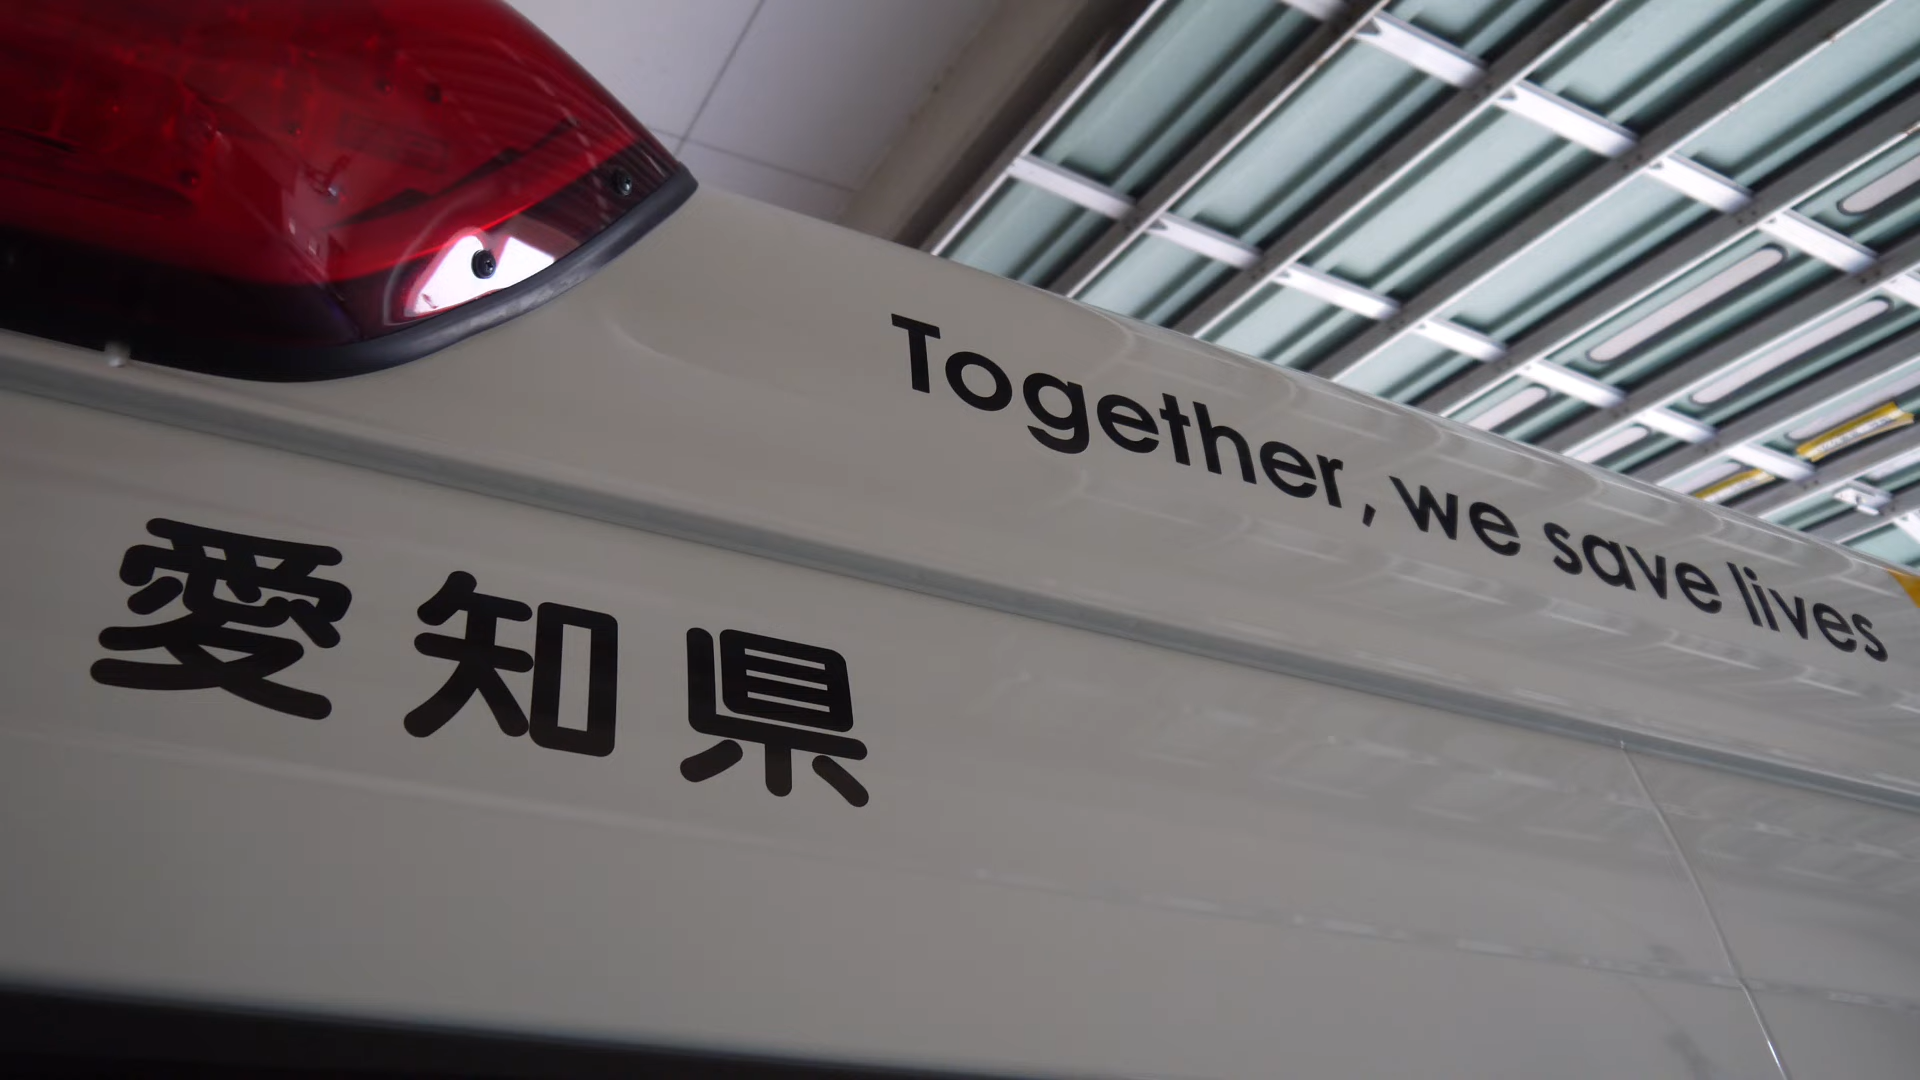 Together, we save lives
愛知県